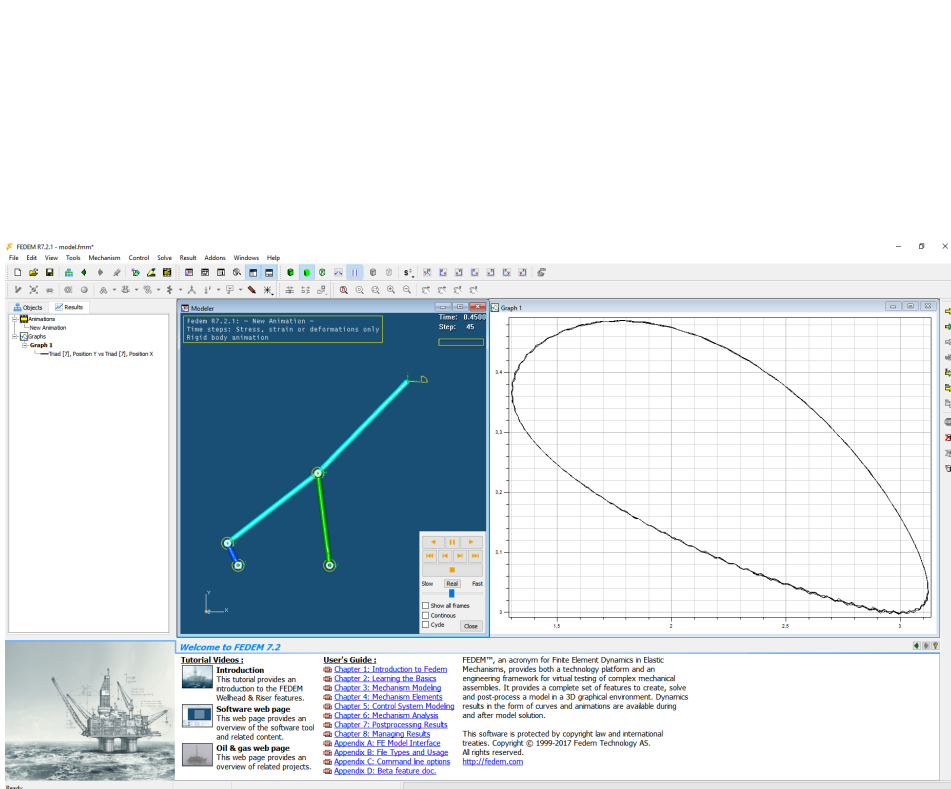 FEDEM R7.2.1 - model.fmm*
File Edit View Tools Mechanism Control Solve Result Addons Windows Help
Objects Results
Animations
New Animation
Graphs
Graph 1
Triad [7], Position Y vs Triad [7], Position X
Modeler
Fedem R7.2.1: ~ New Animation ~
Time steps: Stress, strain or deformations only
Rigid body animation
Time: 0.4500
Step: 45
Y
X
Slow Real Fast
Show all frames
Continous
Cycle Close
Graph 1
0,4
0,3
0,2
0,1
0
1,5 2 2,5 3
Welcome to FEDEM 7.2
Tutorial Videos :
Introduction
This tutorial provides an
introduction to the FEDEM
Wellhead & Riser features.
Software web page
This web page provides an
overview of the software tool
and related content.
Oil & gas web page
This web page provides an
overview of related projects.
User's Guide :
Chapter 1: Introduction to Fedem
Chapter 2: Learning the Basics
Chapter 3: Mechanism Modeling
Chapter 4: Mechanism Elements
Chapter 5: Control System Modeling
Chapter 6: Mechanism Analysis
Chapter 7: Postprocessing Results
Chapter 8: Managing Results
Appendix A: FE Model Interface
Appendix B: File Types and Usage
Appendix C: Command line options
Appendix D: Beta feature doc.
FEDEM™, an acronym for Finite Element Dynamics in Elastic
Mechanisms, provides both a technology platform and an
engineering framework for virtual testing of complex mechanical
assemblies. It provides a complete set of features to create, solve
and post-process a model in a 3D graphical environment. Dynamics
results in the form of curves and animations are available during
and after model solution.
This software is protected by copyright law and international
treaties. Copyright © 1999-2017 Fedem Technology AS.
All rights reserved.
http://fedem.com
Ready